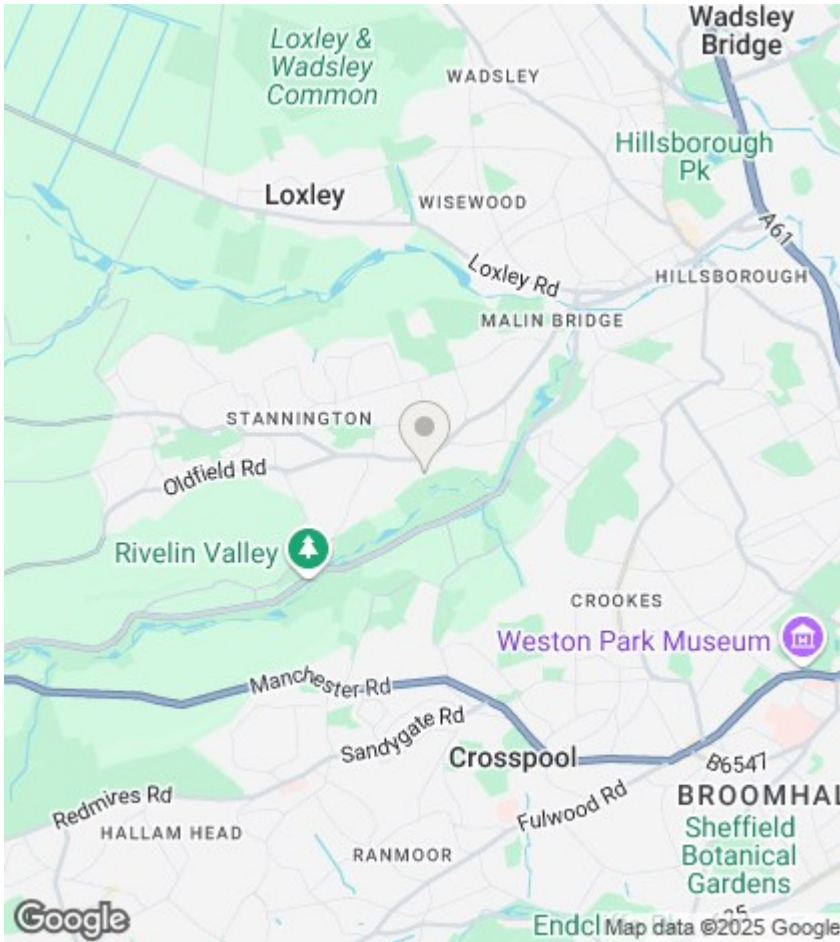 Wadsley
Bridge
Loxley &
Wadsley
Common
WADSLEY
Hillsborough
Pk
Loxley
WISEWOOD
A61
Loxley Rd
HILLSBOROUGH
MALIN BRIDGE
STANNINGTON
Oldfield Rd
Rivelin Valley
CROOKES
Weston Park Museum
Manchester Rd
Sandygate Rd
Crosspool
B6547
Redmires Rd
Fulwood Rd
BROOMHAL
HALLAM HEAD
RANMOOR
Sheffield
Botanical
Gardens
Google
Map data ©2025 Google